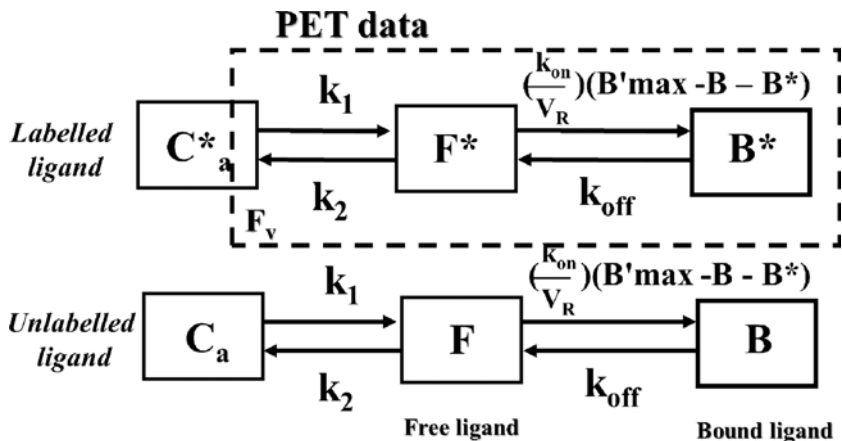 PET data
k₁
(kon/VR)(B'max -B – B*)
Labelled ligand
C*a
F*
B*
k₂
koff
Fv
k₁
(kon/VR)(B'max -B - B*)
Unlabelled ligand
Ca
F
B
k₂
koff
Free ligand
Bound ligand